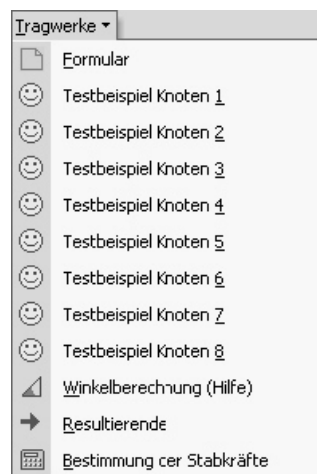 Tragwerke
Formular
Testbeispiel Knoten 1
Testbeispiel Knoten 2
Testbeispiel Knoten 3
Testbeispiel Knoten 4
Testbeispiel Knoten 5
Testbeispiel Knoten 6
Testbeispiel Knoten 7
Testbeispiel Knoten 8
Winkelberechnung (Hilfe)
Resultierende
Bestimmung der Stabkräfte